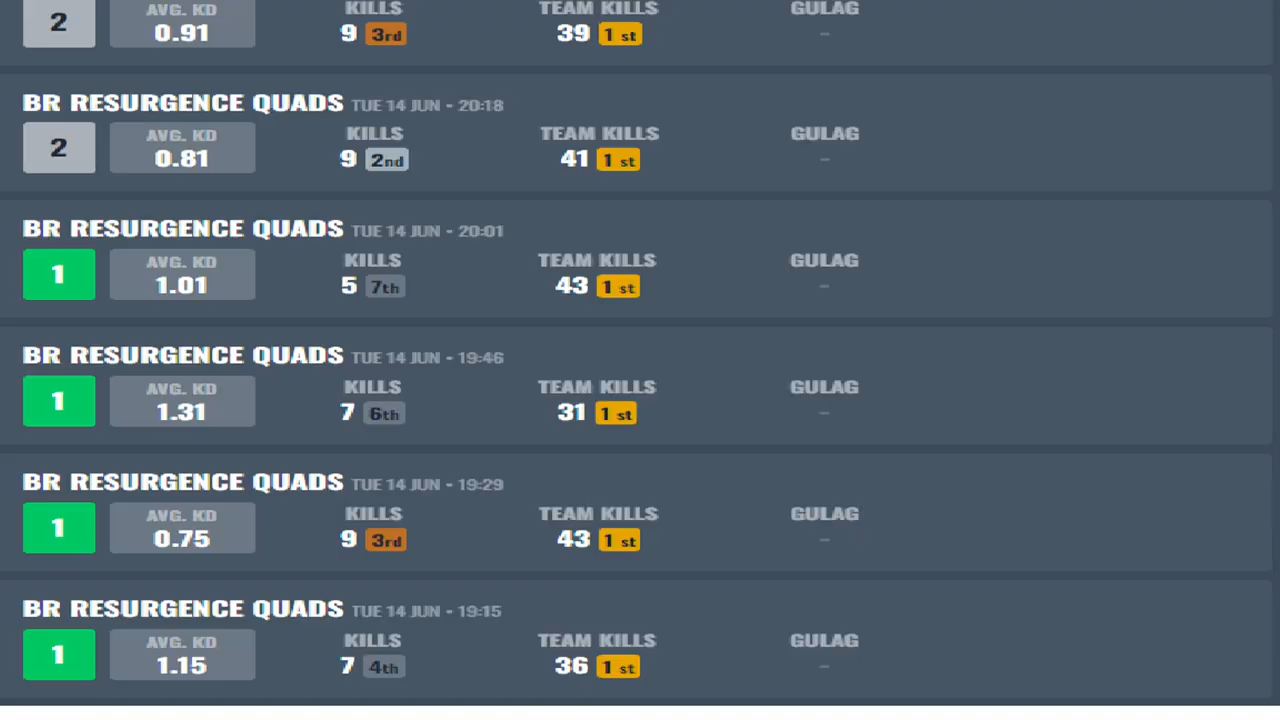 AVG. KD KILLS TEAM KILLS GULAG
2 0.91 9 3rd 39 1 st –
BR RESURGENCE QUADS TUE 14 JUN - 20:18
AVG. KD KILLS TEAM KILLS GULAG
2 0.81 9 2nd 41 1 st –
BR RESURGENCE QUADS TUE 14 JUN - 20:01
AVG. KD KILLS TEAM KILLS GULAG
1 1.01 5 7th 43 1 st –
BR RESURGENCE QUADS TUE 14 JUN - 19:46
AVG. KD KILLS TEAM KILLS GULAG
1 1.31 7 6th 31 1 st –
BR RESURGENCE QUADS TUE 14 JUN - 19:29
AVG. KD KILLS TEAM KILLS GULAG
1 0.75 9 3rd 43 1 st –
BR RESURGENCE QUADS TUE 14 JUN - 19:15
AVG. KD KILLS TEAM KILLS GULAG
1 1.15 7 4th 36 1 st –